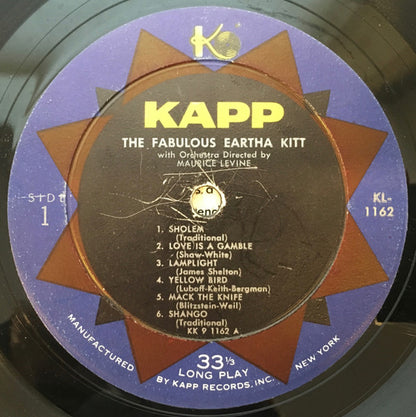 K
KAPP
THE FABULOUS EARTHA KITT
with Orchestra Directed by
MAURICE LEVINE
SIDE
1
KL-
1162
1. SHOLEM
(Traditional)
2. LOVE IS A GAMBLE
(Shaw-White)
3. LAMPLIGHT
(James Shelton)
4. YELLOW BIRD
(Luboff-Keith-Bergman)
5. MACK THE KNIFE
(Blitzstein-Weil)
6. SHANGO
(Traditional)
KK 9 1162 A
33⅓
LONG PLAY
MANUFACTURED BY KAPP RECORDS, INC. NEW YORK